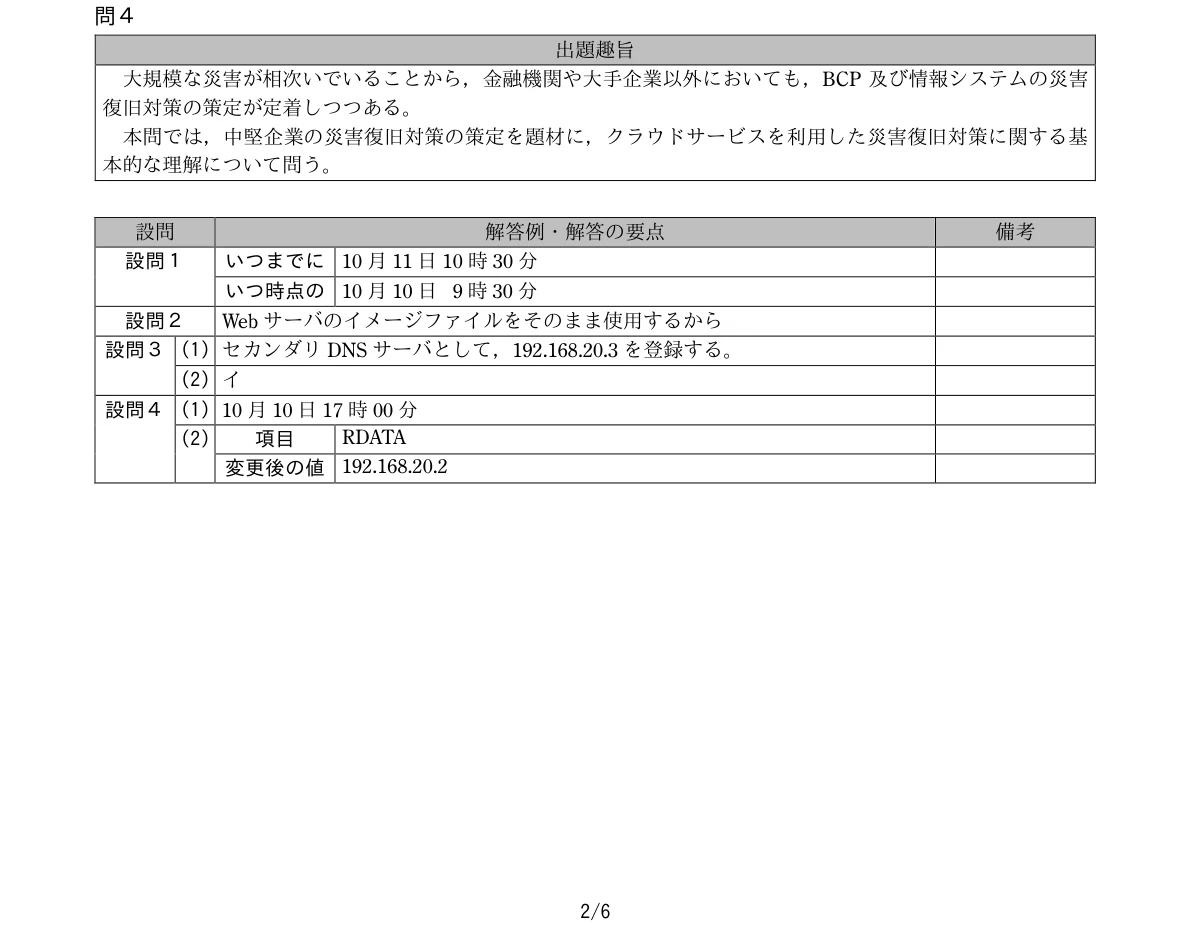 問4
出題趣旨
大規模な災害が相次いでいることから，金融機関や大手企業以外においても，BCP 及び情報システムの災害
復旧対策の策定が定着しつつある。
本問では，中堅企業の災害復旧対策の策定を題材に，クラウドサービスを利用した災害復旧対策に関する基
本的な理解について問う。
設問 解答例・解答の要点 備考
設問1 いつまでに 10 月 11 日 10 時 30 分
いつ時点の 10 月 10 日 9 時 30 分
設問2 Web サーバのイメージファイルをそのまま使用するから
設問3 (1) セカンダリ DNS サーバとして，192.168.20.3 を登録する。
(2) イ
設問4 (1) 10 月 10 日 17 時 00 分
(2) 項目 RDATA
変更後の値 192.168.20.2
2/6